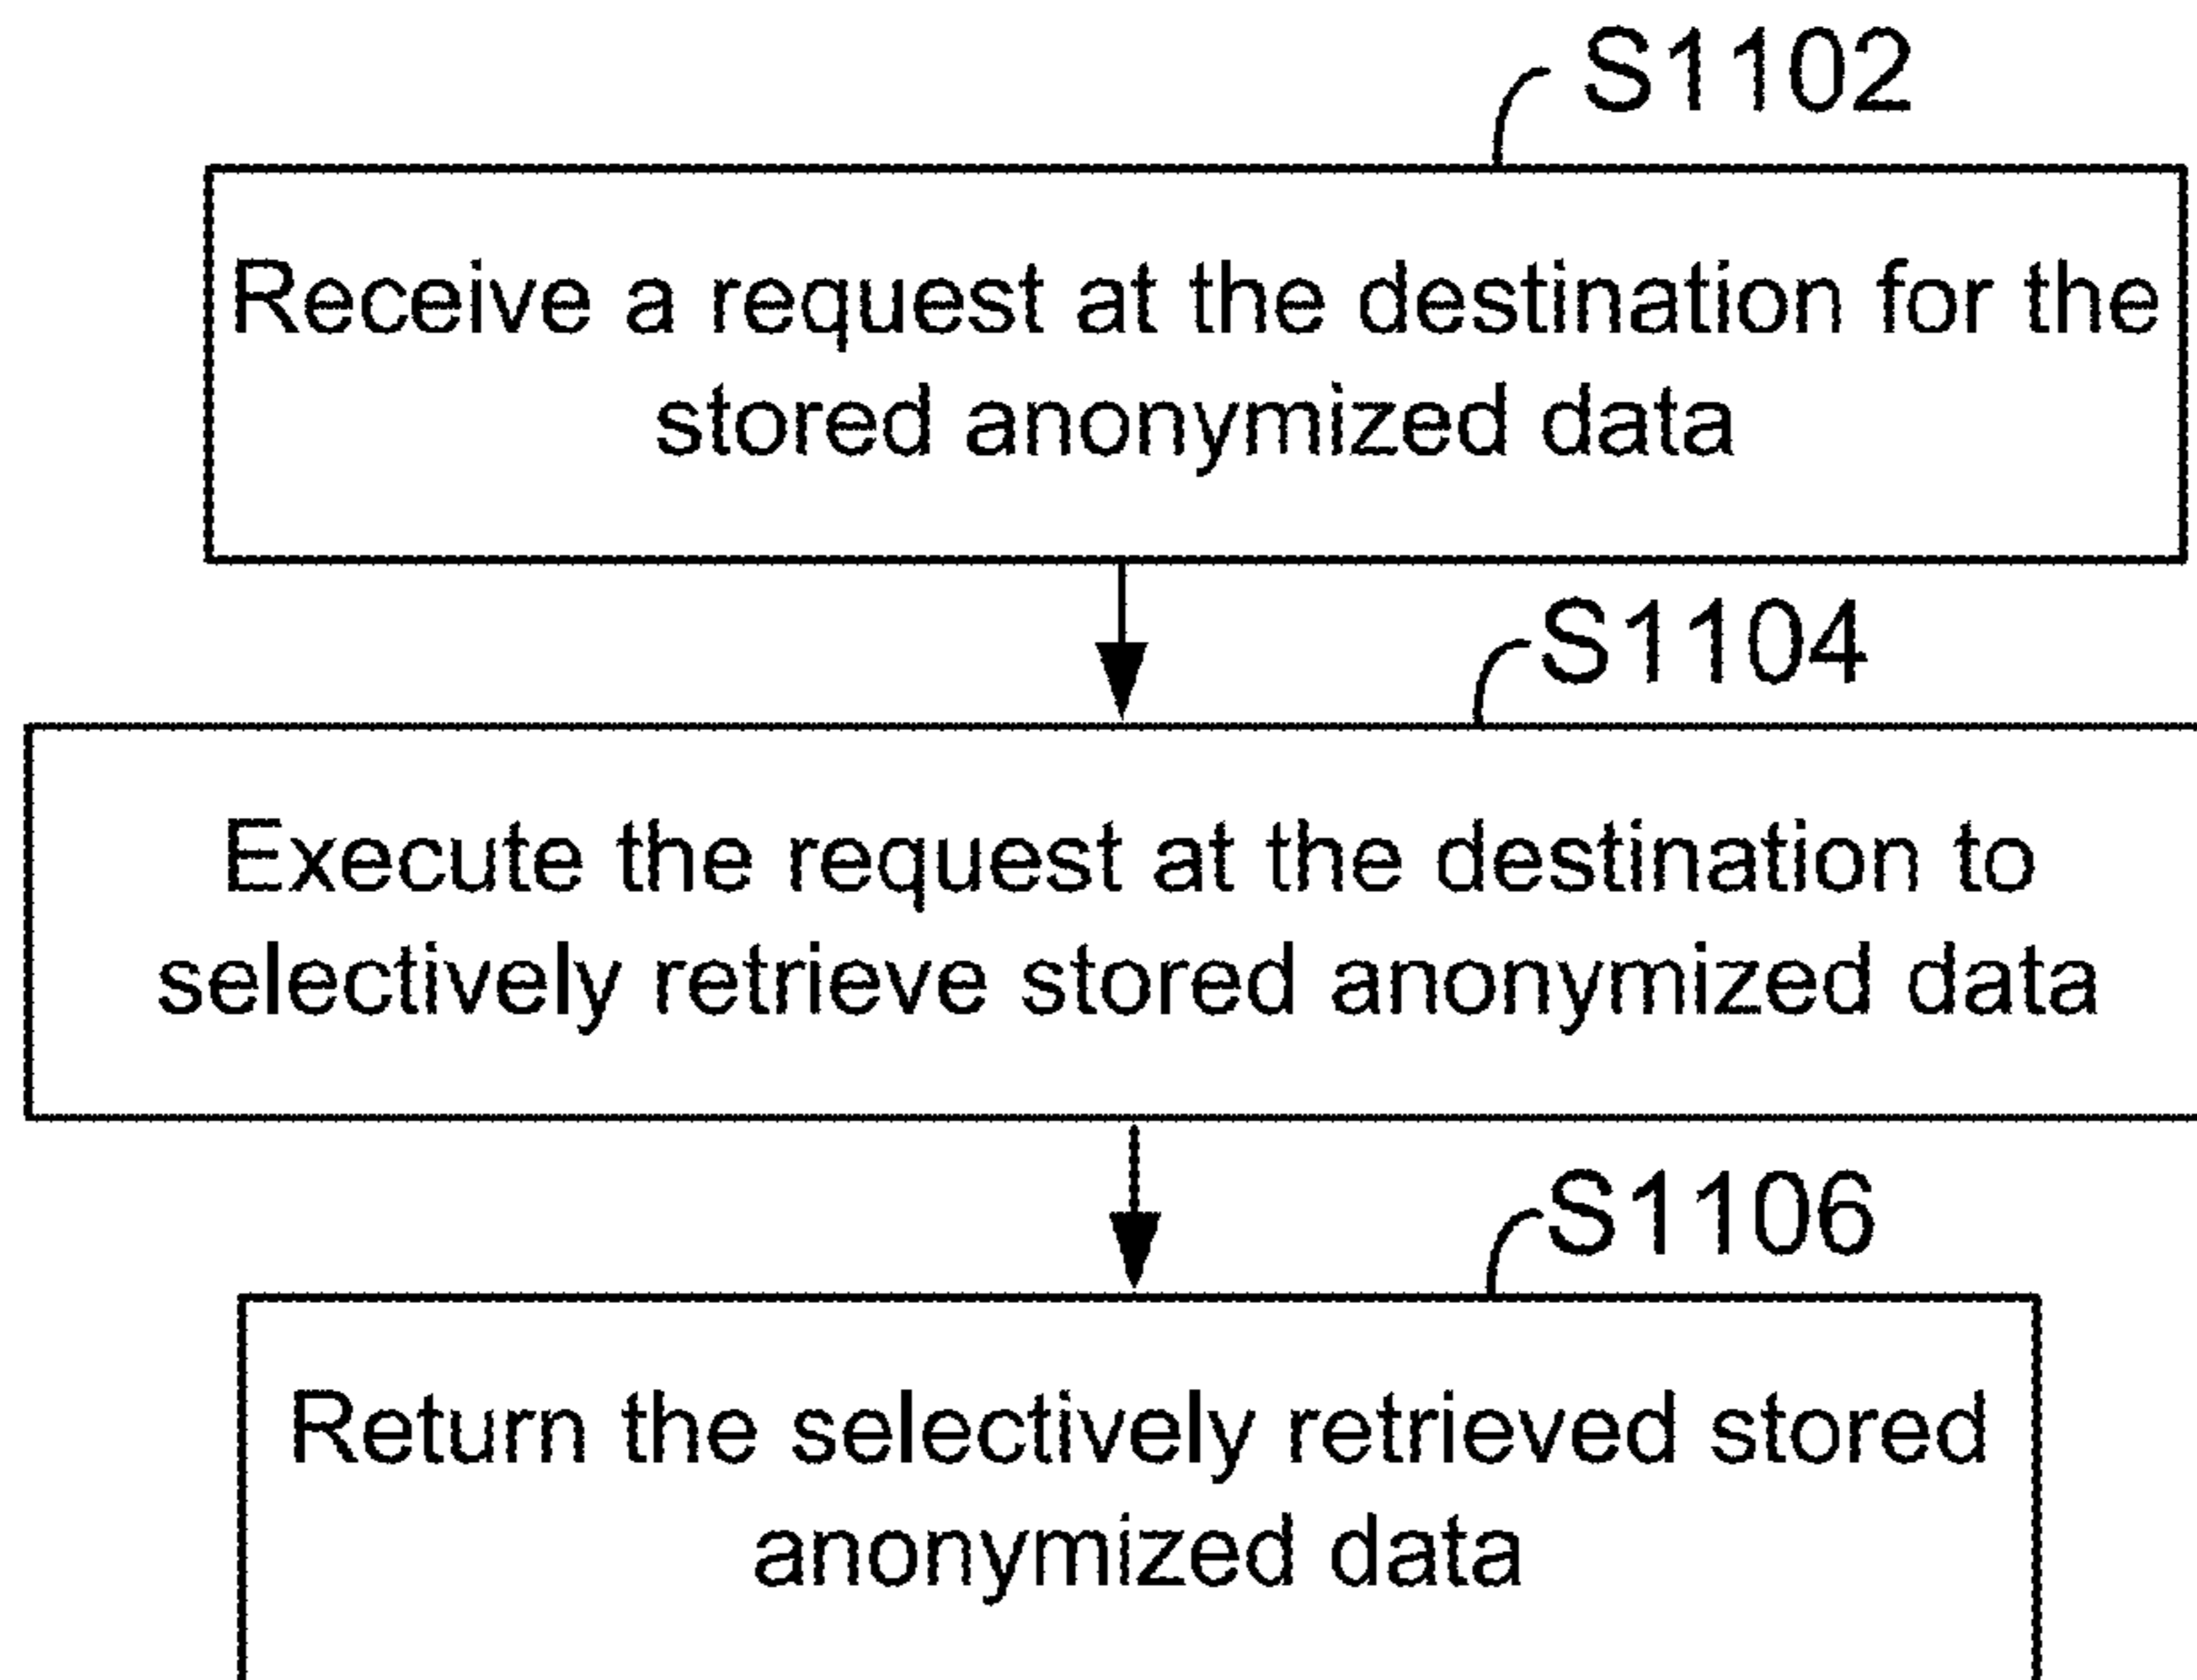 S1102
Receive a request at the destination for the
stored anonymized data
S1104
Execute the request at the destination to
selectively retrieve stored anonymized data
S1106
Return the selectively retrieved stored
anonymized data